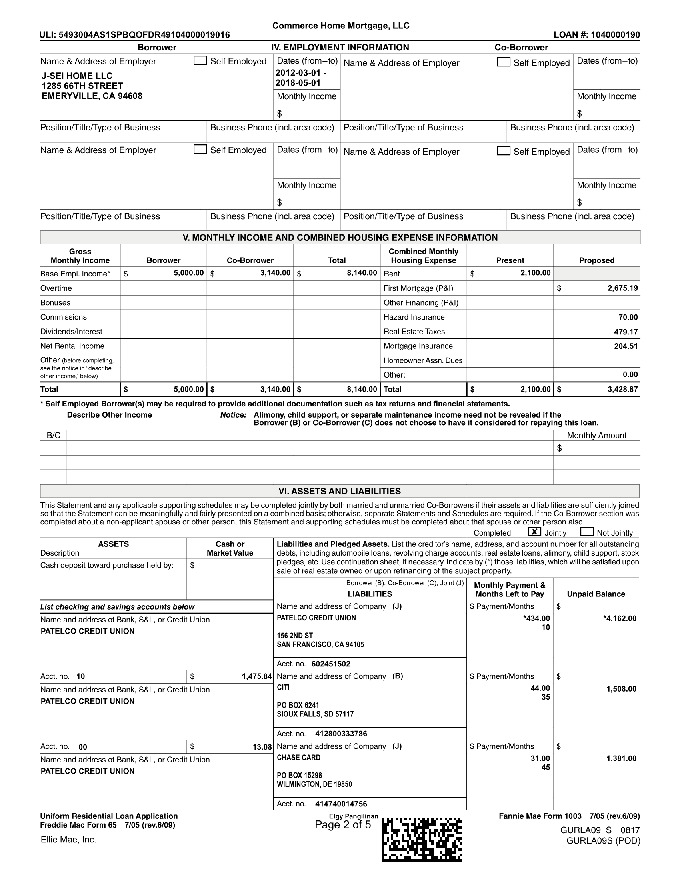 Commerce Home Mortgage, LLC
ULI: 5493004AS1SPBQOFDR49104000019016
LOAN #: 1040000190
Borrower IV. EMPLOYMENT INFORMATION Co-Borrower
Name & Address of Employer Self Employed Dates (from–to) Name & Address of Employer Self Employed Dates (from–to)
J-SEI HOME LLC
1285 66TH STREET
EMERYVILLE, CA 94608
2012-03-01 -
2018-05-01
Monthly Income Monthly Income
$ $
Position/Title/Type of Business Business Phone (incl. area code) Position/Title/Type of Business Business Phone (incl. area code)
Name & Address of Employer Self Employed Dates (from–to) Name & Address of Employer Self Employed Dates (from–to)
Monthly Income Monthly Income
$ $
Position/Title/Type of Business Business Phone (incl. area code) Position/Title/Type of Business Business Phone (incl. area code)
V. MONTHLY INCOME AND COMBINED HOUSING EXPENSE INFORMATION
Gross Monthly Income Borrower Co-Borrower Total Combined Monthly Housing Expense Present Proposed
Base Empl. Income* $ 5,000.00 $ 3,140.00 $ 8,140.00 Rent $ 2,100.00
Overtime First Mortgage (P&I) $ 2,675.19
Bonuses Other Financing (P&I)
Commissions Hazard Insurance 70.00
Dividends/Interest Real Estate Taxes 479.17
Net Rental Income Mortgage Insurance 204.51
Other (before completing, see the notice in "describe other income," below) Homeowner Assn. Dues
Other: 0.00
Total $ 5,000.00 $ 3,140.00 $ 8,140.00 Total $ 2,100.00 $ 3,428.87
* Self Employed Borrower(s) may be required to provide additional documentation such as tax returns and financial statements.
Describe Other Income Notice: Alimony, child support, or separate maintenance income need not be revealed if the
Borrower (B) or Co-Borrower (C) does not choose to have it considered for repaying this loan.
B/C Monthly Amount
$
VI. ASSETS AND LIABILITIES
This Statement and any applicable supporting schedules may be completed jointly by both married and unmarried Co-Borrowers if their assets and liabilities are sufficiently joined
so that the Statement can be meaningfully and fairly presented on a combined basis; otherwise, separate Statements and Schedules are required. If the Co-Borrower section was
completed about a non-applicant spouse or other person, this Statement and supporting schedules must be completed about that spouse or other person also.
Completed X Jointly Not Jointly
ASSETS Cash or
Description Market Value
Cash deposit toward purchase held by: $
Liabilities and Pledged Assets. List the creditor's name, address, and account number for all outstanding
debts, including automobile loans, revolving charge accounts, real estate loans, alimony, child support, stock
pledges, etc. Use continuation sheet, if necessary. Indicate by (*) those liabilities, which will be satisfied upon
sale of real estate owned or upon refinancing of the subject property.
Borrower (B), Co-Borrower (C), Joint (J)
LIABILITIES Monthly Payment & Months Left to Pay Unpaid Balance
List checking and savings accounts below
Name and address of Company (J) $ Payment/Months $
Name and address of Bank, S&L, or Credit Union
PATELCO CREDIT UNION
PATELCO CREDIT UNION *434.00 *4,162.00
10
156 2ND ST
SAN FRANCISCO, CA 94105
Acct. no. 602451502
Acct. no. 10 $ 1,475.84 Name and address of Company (B) $ Payment/Months $
Name and address of Bank, S&L, or Credit Union
PATELCO CREDIT UNION
CITI 44.00 1,508.00
35
PO BOX 6241
SIOUX FALLS, SD 57117
Acct. no. 412800333786
Acct. no. 00 $ 13.08 Name and address of Company (J) $ Payment/Months $
Name and address of Bank, S&L, or Credit Union
PATELCO CREDIT UNION
CHASE CARD 31.00 1,391.00
45
PO BOX 15298
WILMINGTON, DE 19850
Acct. no. 414740014756
Uniform Residential Loan Application
Freddie Mac Form 65 7/05 (rev.6/09)
Elgy Pangilinan
Page 2 of 5
Fannie Mae Form 1003 7/05 (rev.6/09)
Ellie Mae, Inc.
GURLA09 S 0817
GURLA09S (POD)